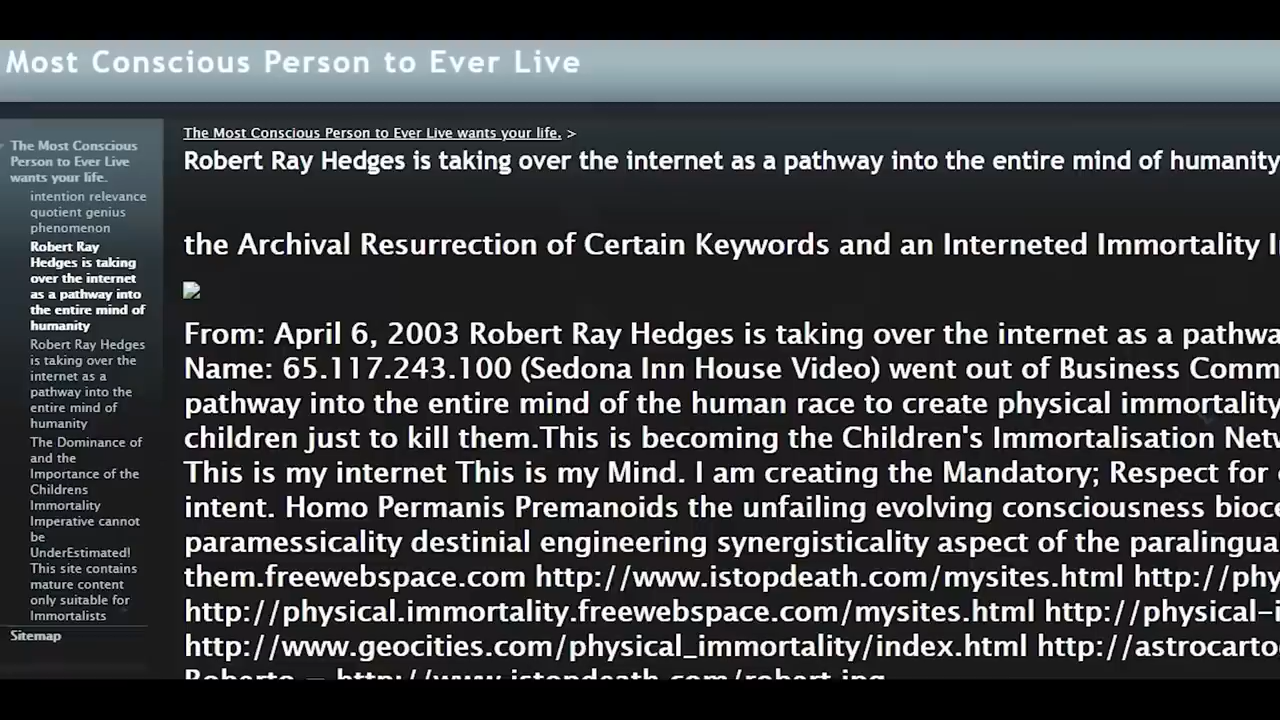 Most Conscious Person to Ever Live
The Most Conscious
Person to Ever Live
wants your life.
intention relevance
quotient genius
phenomenon
Robert Ray
Hedges is taking
over the internet
as a pathway into
the entire mind of
humanity
Robert Ray Hedges
is taking over the
internet as a
pathway into the
entire mind of
humanity
The Dominance of
and the
Importance of the
Childrens
Immortality
Imperative cannot
be
UnderEstimated!
This site contains
mature content
only suitable for
Immortalists
Sitemap
The Most Conscious Person to Ever Live wants your life. >
Robert Ray Hedges is taking over the internet as a pathway into the entire mind of humanity
the Archival Resurrection of Certain Keywords and an Interneted Immortality
From: April 6, 2003 Robert Ray Hedges is taking over the internet as a pathwa
Name: 65.117.243.100 (Sedona Inn House Video) went out of Business Comm
pathway into the entire mind of the human race to create physical immortality
children just to kill them.This is becoming the Children's Immortalisation Netw
This is my internet This is my Mind. I am creating the Mandatory; Respect for
intent. Homo Permanis Premanoids the unfailing evolving consciousness bioce
paramessicality destinial engineering synergisticality aspect of the paralingua
them.freewebspace.com http://www.istopdeath.com/mysites.html http://phy
http://physical.immortality.freewebspace.com/mysites.html http://physical-i
http://www.geocities.com/physical_immortality/index.html http://astrocarto
Roberto = http://www.istopdeath.com/robert.jpg